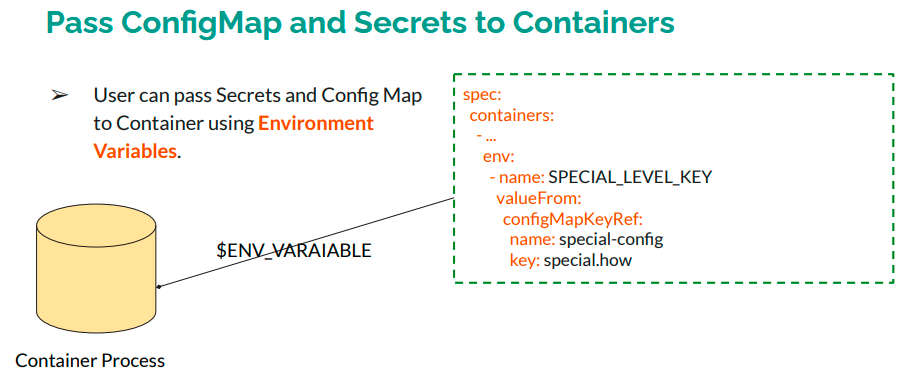 Pass ConfigMap and Secrets to Containers
➢ User can pass Secrets and Config Map
to Container using Environment
Variables.
spec:
containers:
- ...
env:
- name: SPECIAL_LEVEL_KEY
valueFrom:
configMapKeyRef:
name: special-config
key: special.how
$ENV_VARAIABLE
Container Process